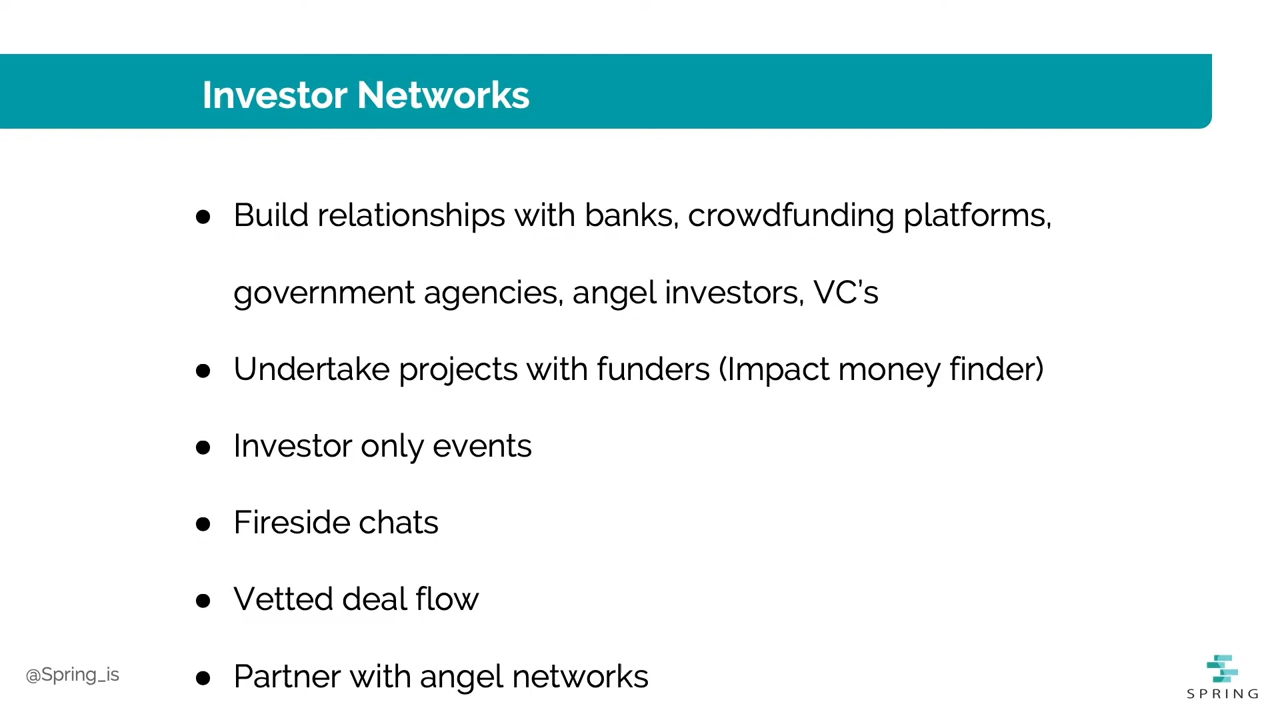 Investor Networks
● Build relationships with banks, crowdfunding platforms,
government agencies, angel investors, VC's
● Undertake projects with funders (Impact money finder)
● Investor only events
● Fireside chats
● Vetted deal flow
● Partner with angel networks
@Spring_is
SPRING